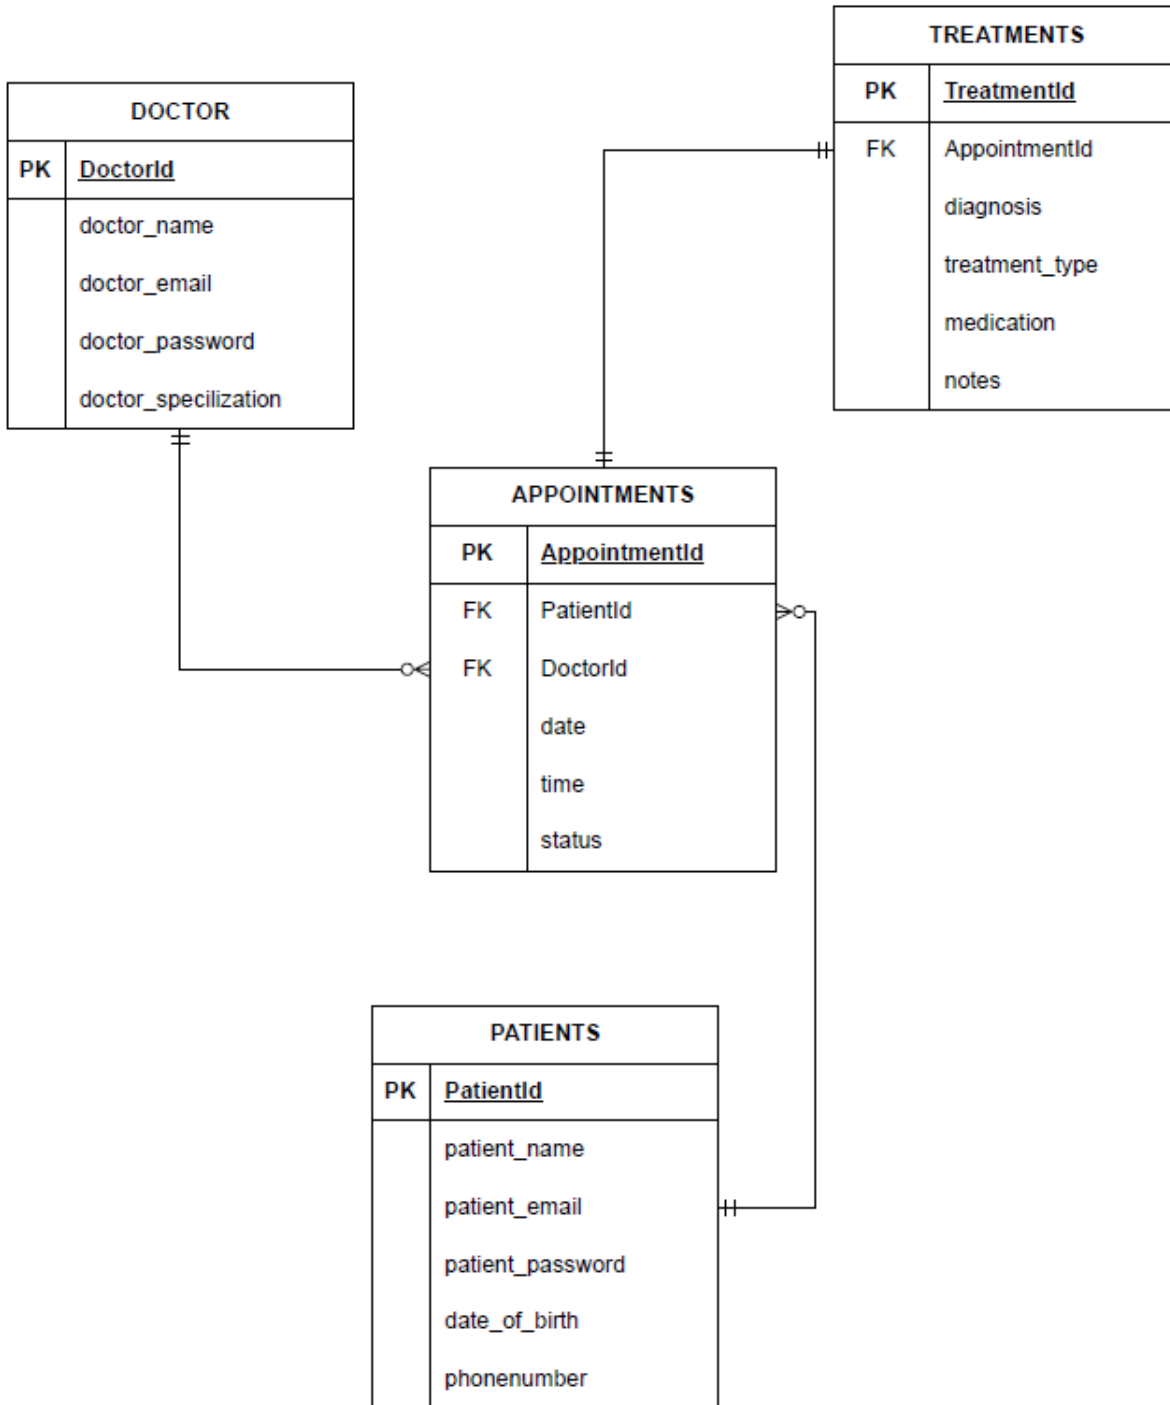 TREATMENTS
PK TreatmentId
FK AppointmentId
diagnosis
treatment_type
medication
notes
DOCTOR
PK DoctorId
doctor_name
doctor_email
doctor_password
doctor_specilization
APPOINTMENTS
PK AppointmentId
FK PatientId
FK DoctorId
date
time
status
PATIENTS
PK PatientId
patient_name
patient_email
patient_password
date_of_birth
phonenumber